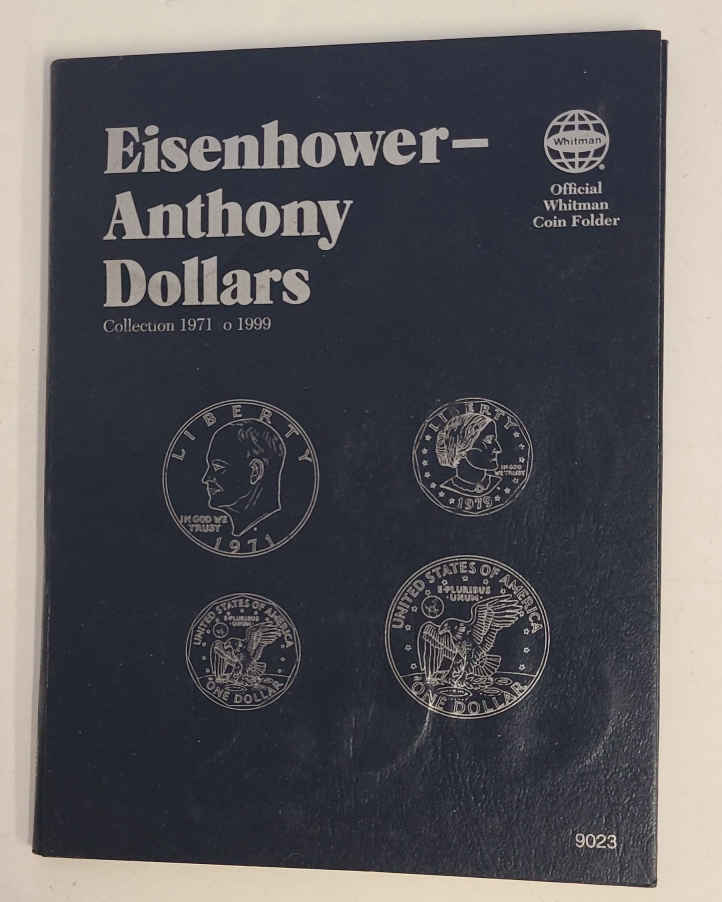 Eisenhower–
Anthony
Dollars
Collection 1971 o 1999
Whitman
®
Official
Whitman
Coin Folder
LIBERTY
IN GOD WE
TRUST
1971
LIBERTY
IN GOD
WE TRUST
1979
UNITED STATES OF AMERICA
E·PLURIBUS
·UNUM·
ONE DOLLAR
UNITED STATES OF AMERICA
E·PLURIBUS
·UNUM·
ONE DOLLAR
9023